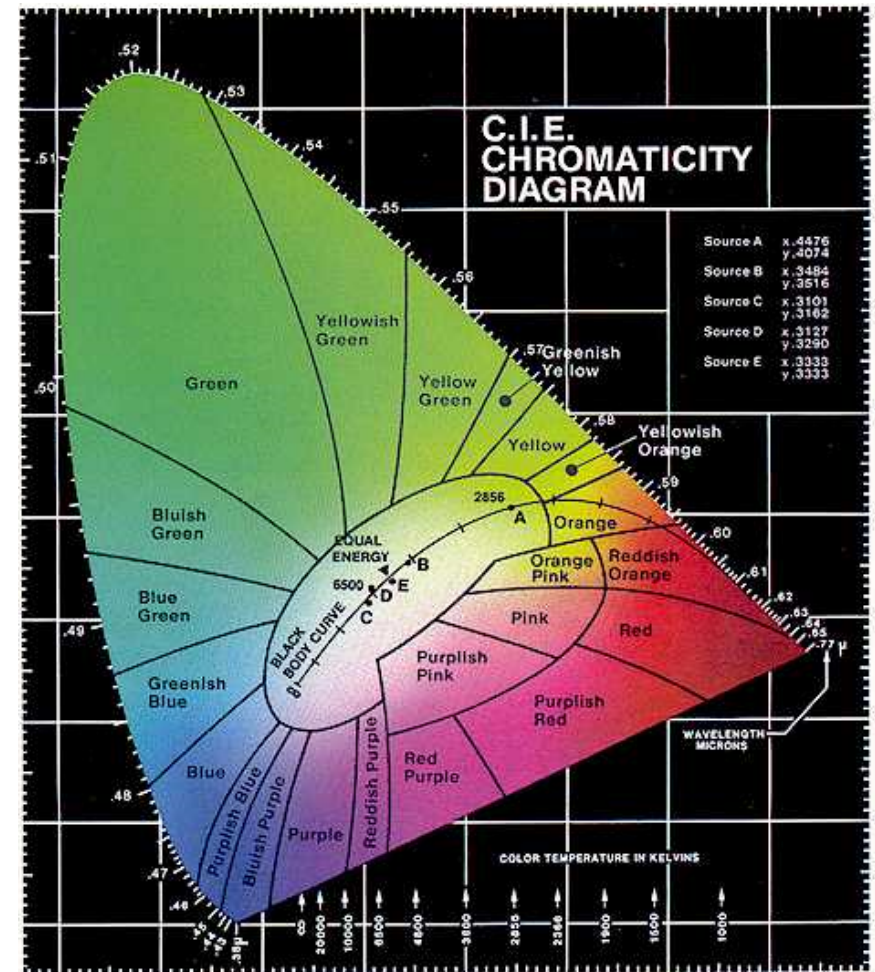 .52
.53
.54
.51
.55
.56
.57
.50
.58
.59
.60
.61
.62
.63
.64
.65
.77 μ
.49
.48
.47
.46
.38μ
C.I.E.
CHROMATICITY
DIAGRAM
Source A x.4476
y.4074
Source B x.3484
y.3516
Source C x.3101
y.3162
Source D x.3127
y.3290
Source E x.3333
y.3333
Yellowish
Green
Green
Yellow
Green
Greenish
Yellow
Yellow
Yellowish
Orange
2856
A
Orange
Bluish
Green
EQUAL
ENERGY
B
E
6500
D
C
Orange
Pink
Reddish
Orange
Blue
Green
BLACK
BODY CURVE
∞
Pink
Red
Purplish
Pink
Greenish
Blue
Purplish
Red
WAVELENGTH
MICRONS
Blue
Purplish Blue
Bluish Purple
Purple
Reddish Purple
Red
Purple
COLOR TEMPERATURE IN KELVINS
∞
20000
10000
6500
4800
3800
2856
2366
1900
1500
1000